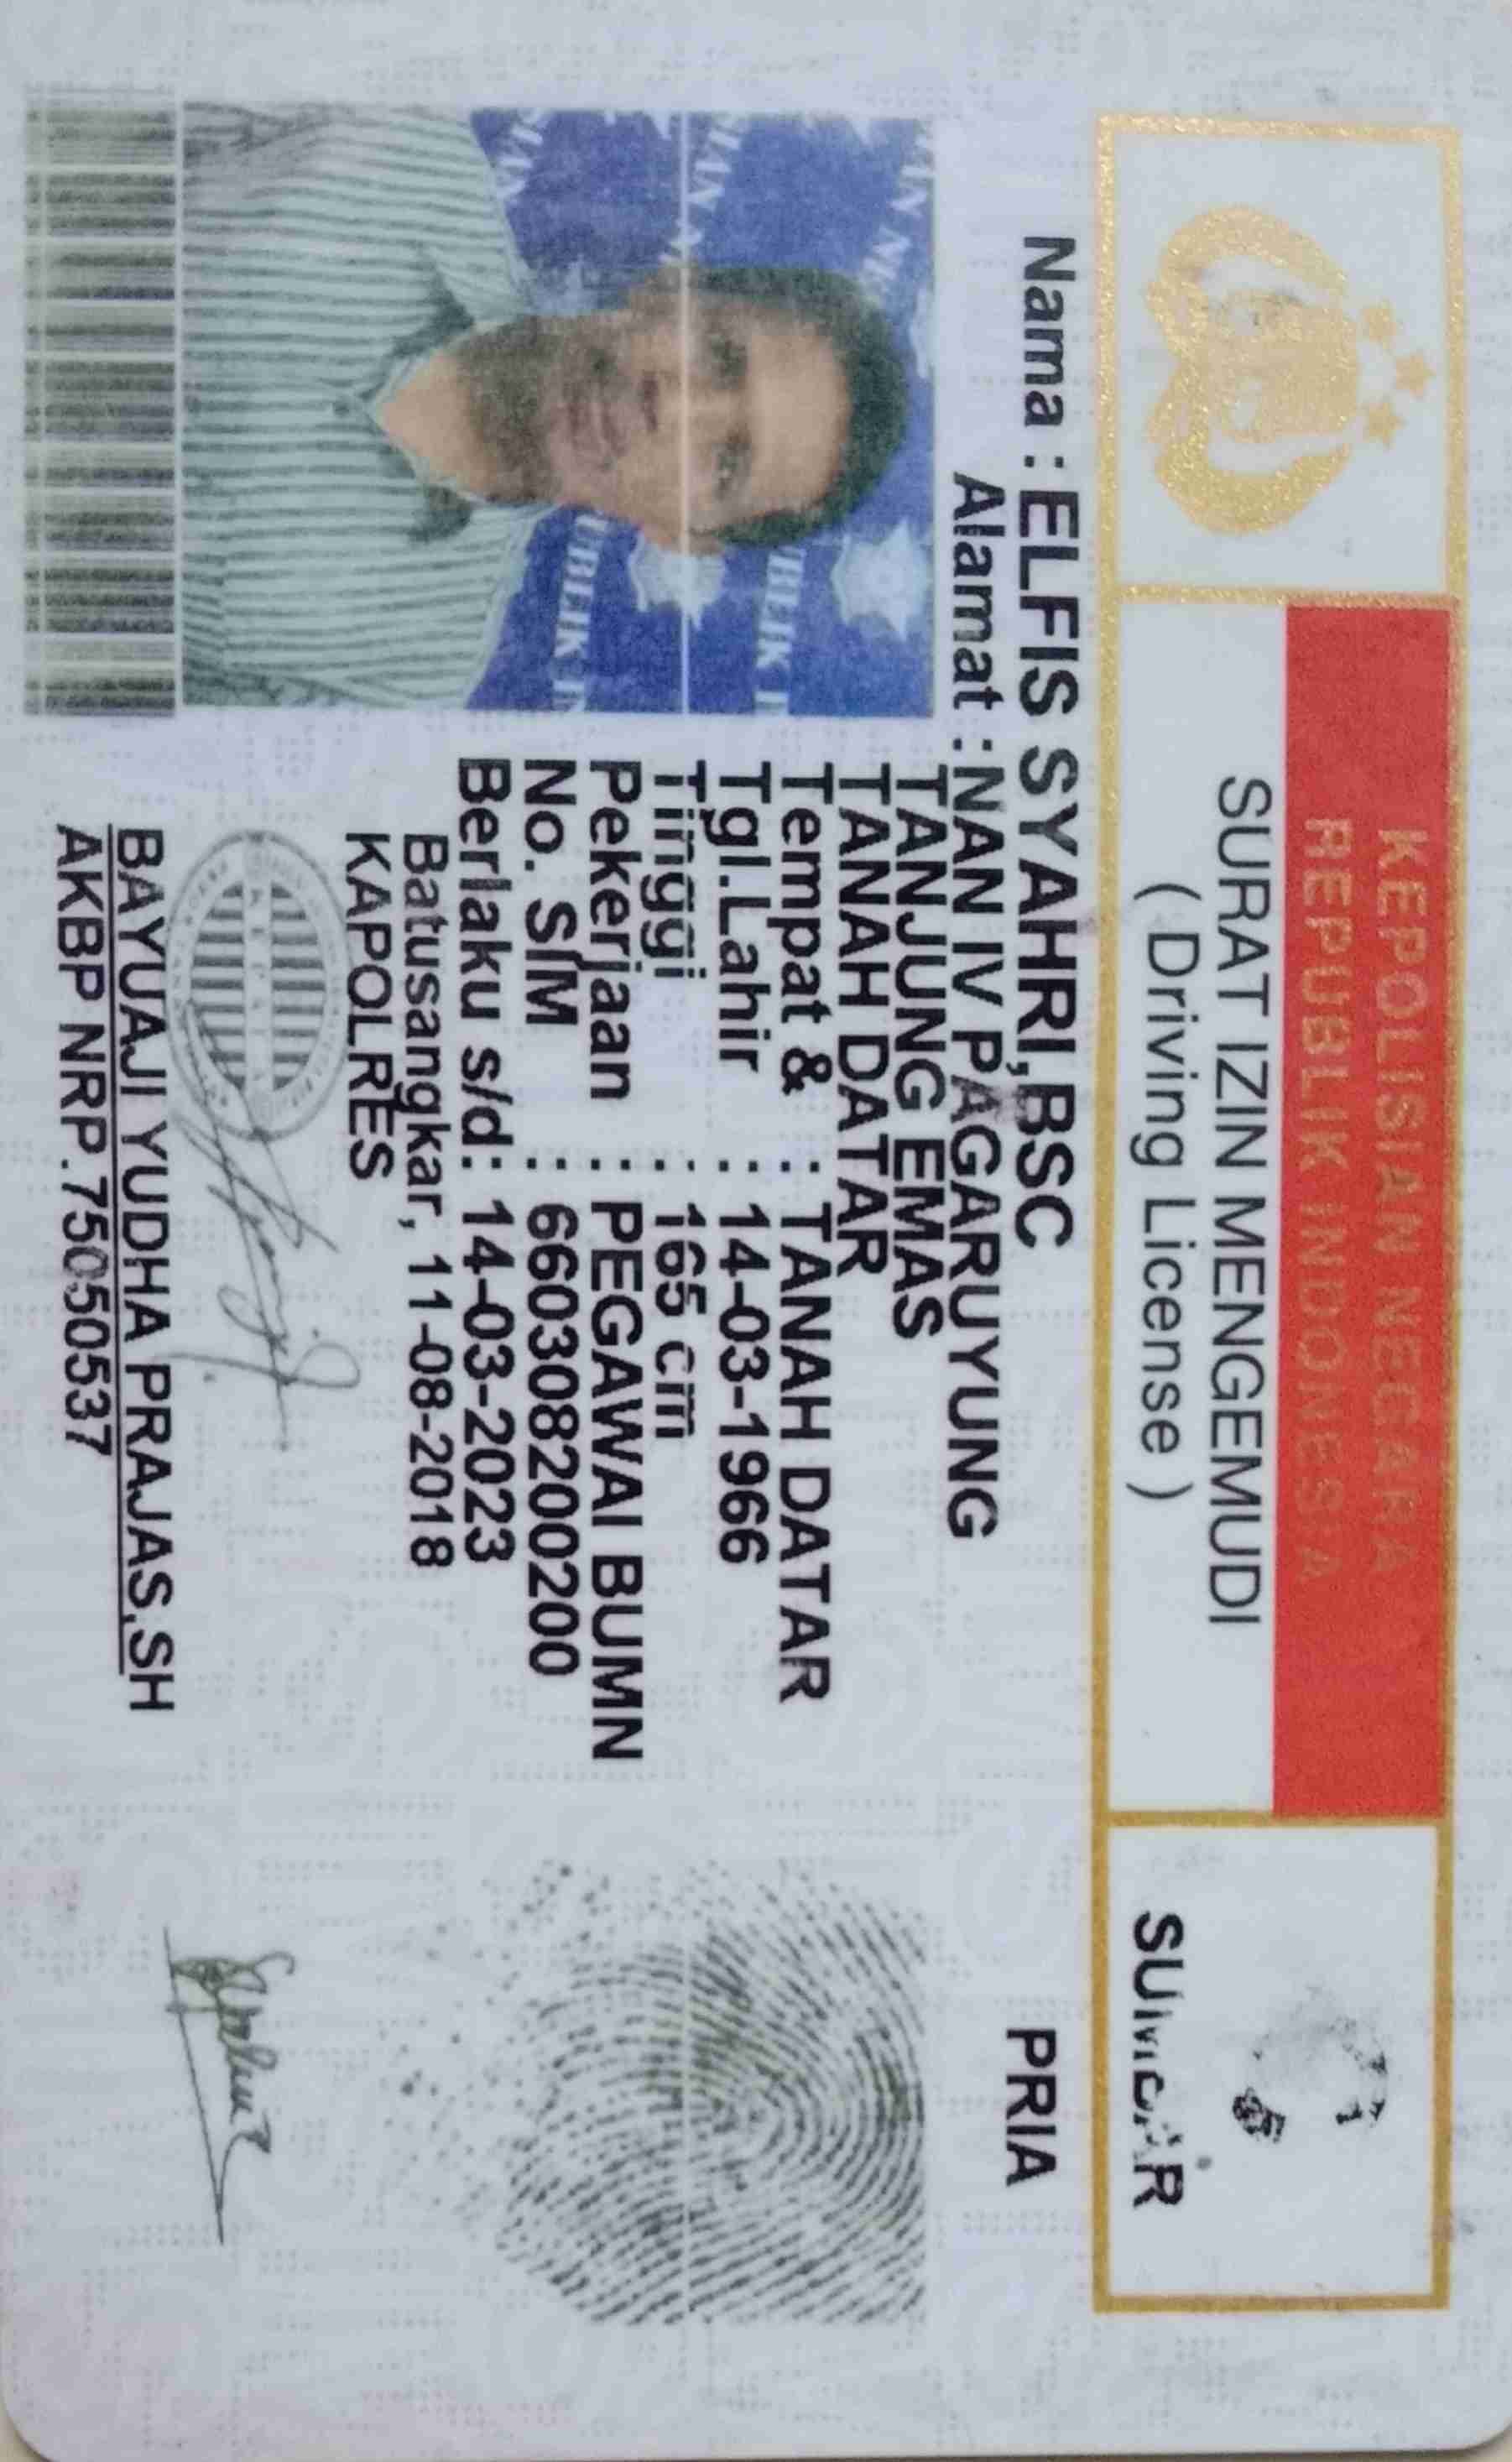 KEPOLISIAN NEGARA
REPUBLIK INDONESIA
SURAT IZIN MENGEMUDI
( Driving License )
SUMBAR
Nama : ELFIS SYAHRI,BSC
PRIA
Alamat : NAN IV PAGARUYUNG
TANJUNG EMAS
TANAH DATAR
Tempat & : TANAH DATAR
Tgl.Lahir : 14-03-1966
Tinggi : 165 cm
Pekerjaan : PEGAWAI BUMN
No. SIM : 660308200200
Berlaku s/d: 14-03-2023
Batusangkar, 11-08-2018
KAPOLRES
BAYUAJI YUDHA PRAJAS,SH
AKBP NRP.75050537